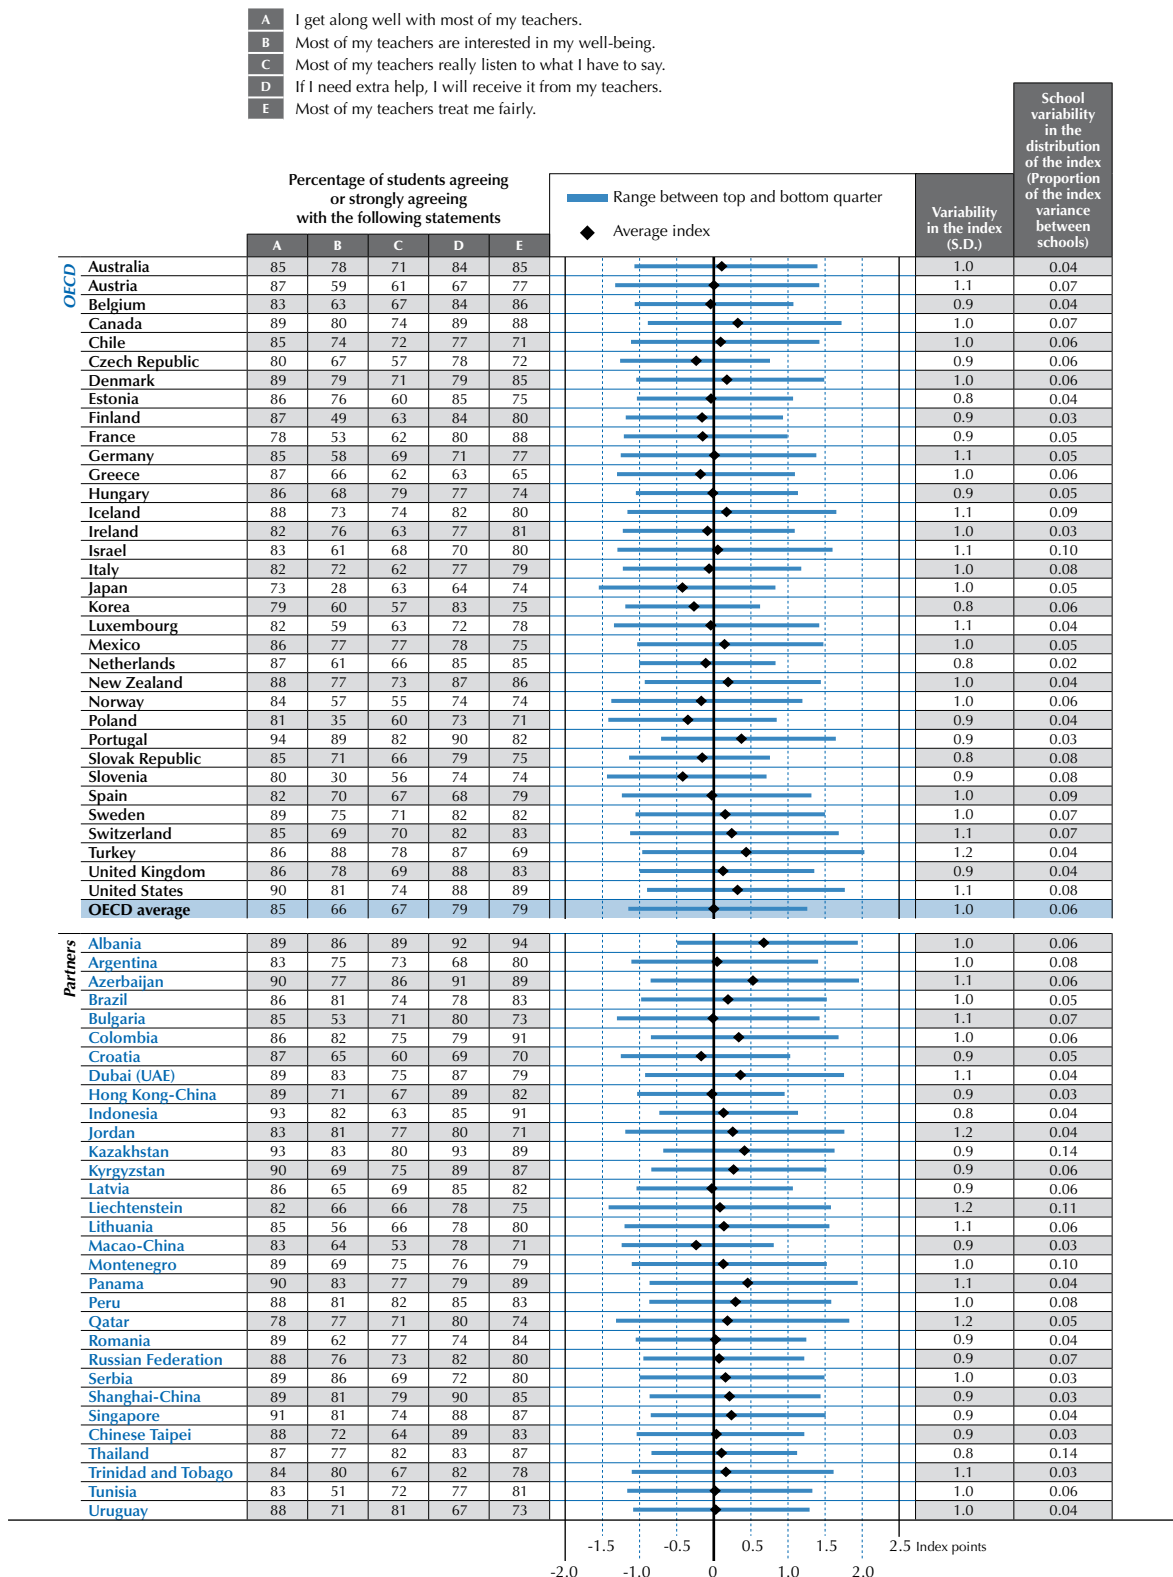 A I get along well with most of my teachers.
B Most of my teachers are interested in my well-being.
C Most of my teachers really listen to what I have to say.
D If I need extra help, I will receive it from my teachers.
E Most of my teachers treat me fairly.
Percentage of students agreeing
or strongly agreeing
with the following statements
Range between top and bottom quarter
Average index
Variability
in the index
(S.D.)
School
variability
in the
distribution
of the index
(Proportion
of the index
variance
between
schools)
A B C D E
OECD
Australia 85 78 71 84 85 1.0 0.04
Austria 87 59 61 67 77 1.1 0.07
Belgium 83 63 67 84 86 0.9 0.04
Canada 89 80 74 89 88 1.0 0.07
Chile 85 74 72 77 71 1.0 0.06
Czech Republic 80 67 57 78 72 0.9 0.06
Denmark 89 79 71 79 85 1.0 0.06
Estonia 86 76 60 85 75 0.8 0.04
Finland 87 49 63 84 80 0.9 0.03
France 78 53 62 80 88 0.9 0.05
Germany 85 58 69 71 77 1.1 0.05
Greece 87 66 62 63 65 1.0 0.06
Hungary 86 68 79 77 74 0.9 0.05
Iceland 88 73 74 82 80 1.1 0.09
Ireland 82 76 63 77 81 1.0 0.03
Israel 83 61 68 70 80 1.1 0.10
Italy 82 72 62 77 79 1.0 0.08
Japan 73 28 63 64 74 1.0 0.05
Korea 79 60 57 83 75 0.8 0.06
Luxembourg 82 59 63 72 78 1.1 0.04
Mexico 86 77 77 78 75 1.0 0.05
Netherlands 87 61 66 85 85 0.8 0.02
New Zealand 88 77 73 87 86 1.0 0.04
Norway 84 57 55 74 74 1.0 0.06
Poland 81 35 60 73 71 0.9 0.04
Portugal 94 89 82 90 82 0.9 0.03
Slovak Republic 85 71 66 79 75 0.8 0.08
Slovenia 80 30 56 74 74 0.9 0.08
Spain 82 70 67 68 79 1.0 0.09
Sweden 89 75 71 82 82 1.0 0.07
Switzerland 85 69 70 82 83 1.1 0.07
Turkey 86 88 78 87 69 1.2 0.04
United Kingdom 86 78 69 88 83 0.9 0.04
United States 90 81 74 88 89 1.1 0.08
OECD average 85 66 67 79 79 1.0 0.06
Partners
Albania 89 86 89 92 94 1.0 0.06
Argentina 83 75 73 68 80 1.0 0.08
Azerbaijan 90 77 86 91 89 1.1 0.06
Brazil 86 81 74 78 83 1.0 0.05
Bulgaria 85 53 71 80 73 1.1 0.07
Colombia 86 82 75 79 91 1.0 0.06
Croatia 87 65 60 69 70 0.9 0.05
Dubai (UAE) 89 83 75 87 79 1.1 0.04
Hong Kong-China 89 71 67 89 82 0.9 0.03
Indonesia 93 82 63 85 91 0.8 0.04
Jordan 83 81 77 80 71 1.2 0.04
Kazakhstan 93 83 80 93 89 0.9 0.14
Kyrgyzstan 90 69 75 89 87 0.9 0.06
Latvia 86 65 69 85 82 0.9 0.06
Liechtenstein 82 66 66 78 75 1.2 0.11
Lithuania 85 56 66 78 80 1.1 0.06
Macao-China 83 64 53 78 71 0.9 0.03
Montenegro 89 69 75 76 79 1.0 0.10
Panama 90 83 77 79 89 1.1 0.04
Peru 88 81 82 85 83 1.0 0.08
Qatar 78 77 71 80 74 1.2 0.05
Romania 89 62 77 74 84 0.9 0.04
Russian Federation 88 76 73 82 80 0.9 0.07
Serbia 89 86 69 72 80 1.0 0.03
Shanghai-China 89 81 79 90 85 0.9 0.03
Singapore 91 81 74 88 87 0.9 0.04
Chinese Taipei 88 72 64 89 83 0.9 0.03
Thailand 87 77 82 83 87 0.8 0.14
Trinidad and Tobago 84 80 67 82 78 1.1 0.03
Tunisia 83 51 72 77 81 1.0 0.06
Uruguay 88 71 81 67 73 1.0 0.04
-1.5 -0.5 0.5 1.5 2.5 Index points
-2.0 -1.0 0 1.0 2.0